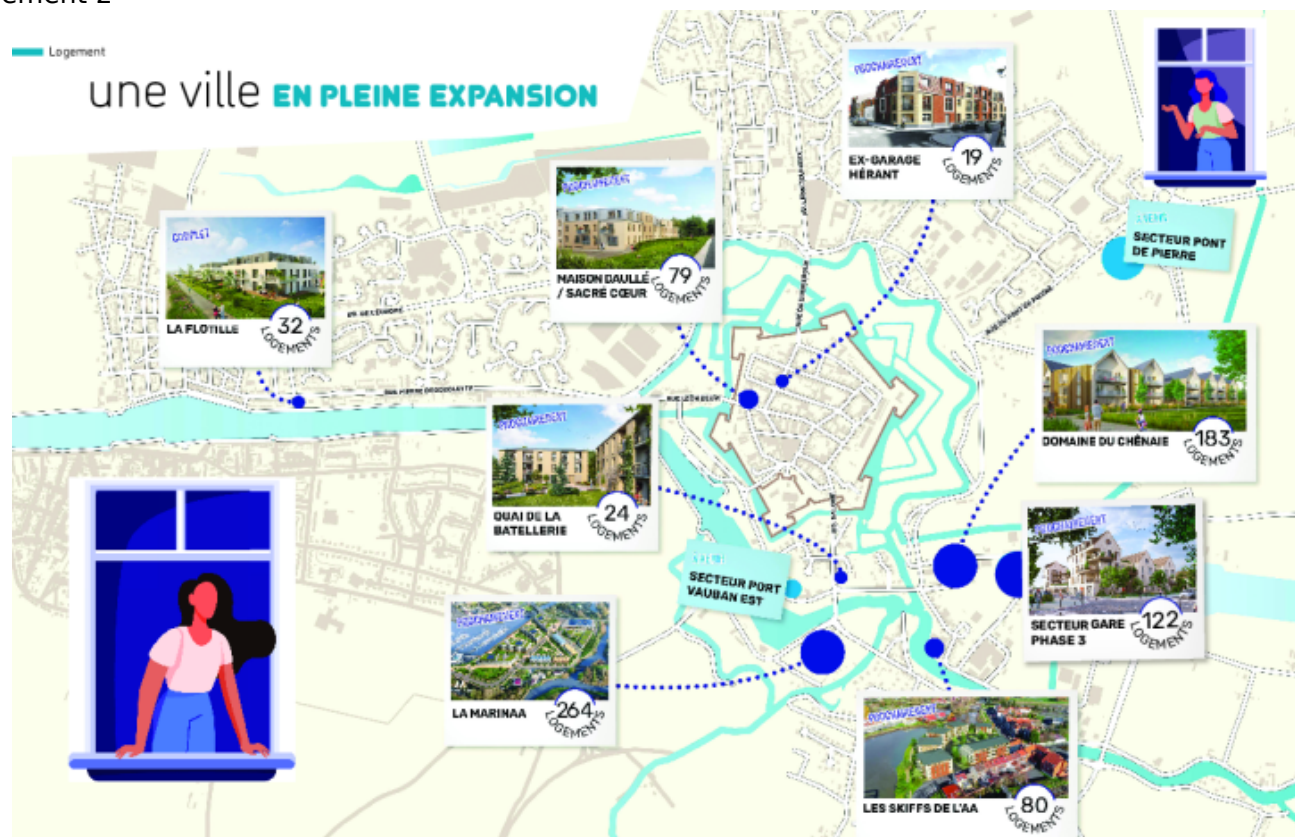 Logement
une ville EN PLEINE EXPANSION
PROCHAINEMENT
EX-GARAGE
HÉRANT
19
LOGEMENTS
PROCHAINEMENT
MAISON DAULLÉ
/ SACRÉ CŒUR
79
LOGEMENTS
COMPLET
LA FLOTILLE
32
LOGEMENTS
SECTEUR PONT
DE PIERRE
PROCHAINEMENT
DOMAINE DU CHÊNAIE
183
LOGEMENTS
PROCHAINEMENT
QUAI DE LA
BATELLERIE
24
LOGEMENTS
PROCHAINEMENT
SECTEUR GARE
PHASE 3
122
LOGEMENTS
SECTEUR PORT
VAUBAN EST
PROCHAINEMENT
LA MARINAA
264
LOGEMENTS
PROCHAINEMENT
LES SKIFFS DE L'AA
80
LOGEMENTS